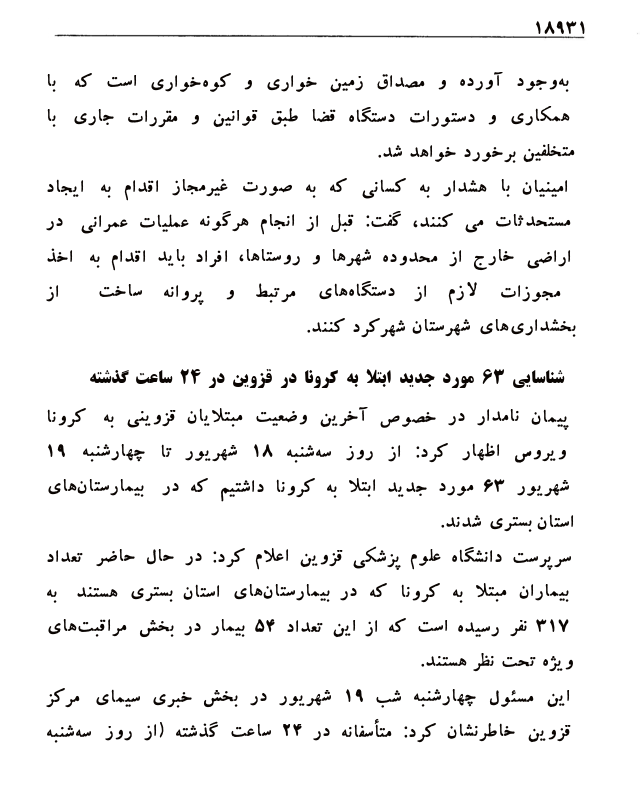 ۱۸۹۳۱
به‌وجود آورده و مصداق زمین خواری و کوه‌خواری است که با
همکاری و دستورات دستگاه قضا طبق قوانین و مقررات جاری با
متخلفین برخورد خواهد شد.
امینیان با هشدار به کسانی که به صورت غیرمجاز اقدام به ایجاد
مستحدثات می کنند، گفت: قبل از انجام هرگونه عملیات عمرانی در
اراضی خارج از محدوده شهرها و روستاها، افراد باید اقدام به اخذ
مجوزات لازم از دستگاه‌های مرتبط و پروانه ساخت از
بخشداری‌های شهرستان شهرکرد کنند.
شناسایی ۶۳ مورد جدید ابتلا به کرونا در قزوین در ۲۴ ساعت گذشته
پیمان نامدار در خصوص آخرین وضعیت مبتلایان قزوینی به کرونا
ویروس اظهار کرد: از روز سه‌شنبه ۱۸ شهریور تا چهارشنبه ۱۹
شهریور ۶۳ مورد جدید ابتلا به کرونا داشتیم که در بیمارستان‌های
استان بستری شدند.
سرپرست دانشگاه علوم پزشکی قزوین اعلام کرد: در حال حاضر تعداد
بیماران مبتلا به کرونا که در بیمارستان‌های استان بستری هستند به
۳۱۷ نفر رسیده است که از این تعداد ۵۴ بیمار در بخش مراقبت‌های
ویژه تحت نظر هستند.
این مسئول چهارشنبه شب ۱۹ شهریور در بخش خبری سیمای مرکز
قزوین خاطرنشان کرد: متأسفانه در ۲۴ ساعت گذشته (از روز سه‌شنبه